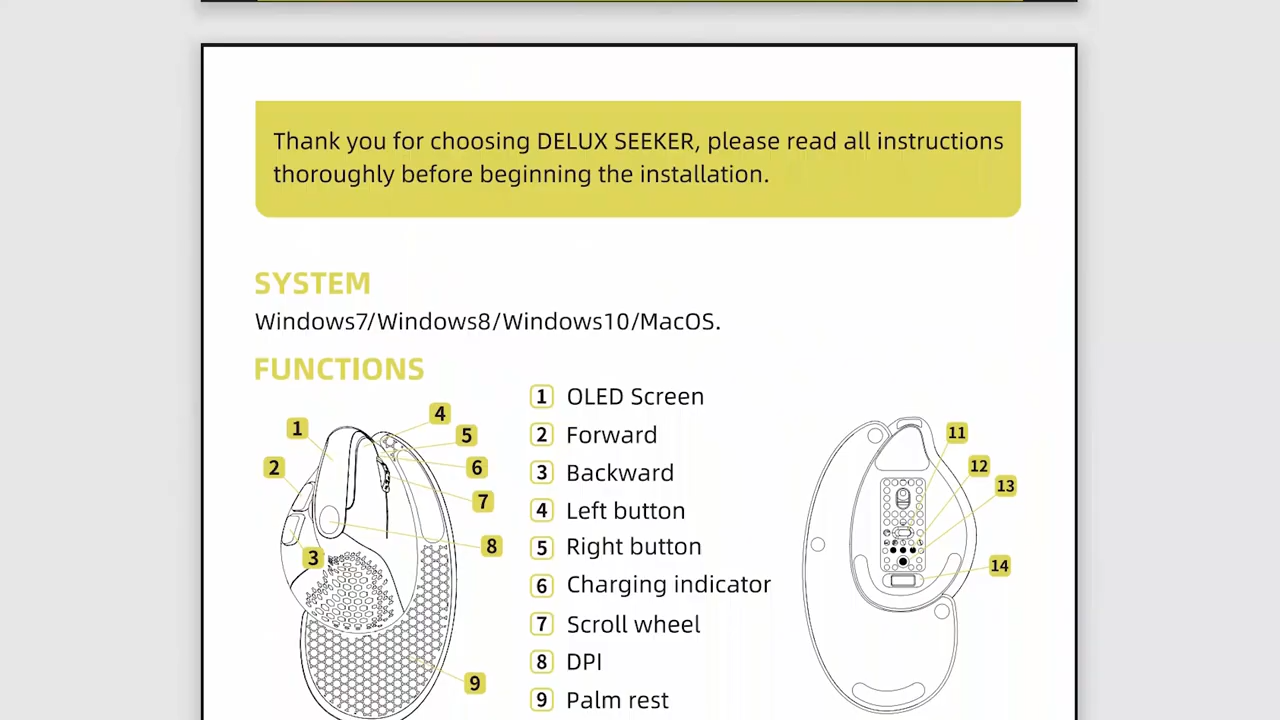 Thank you for choosing DELUX SEEKER, please read all instructions
thoroughly before beginning the installation.
SYSTEM
Windows7/Windows8/Windows10/MacOS.
FUNCTIONS
1
2
3
4
5
6
7
8
9
1 OLED Screen
2 Forward
3 Backward
4 Left button
5 Right button
6 Charging indicator
7 Scroll wheel
8 DPI
9 Palm rest
11
12
13
14